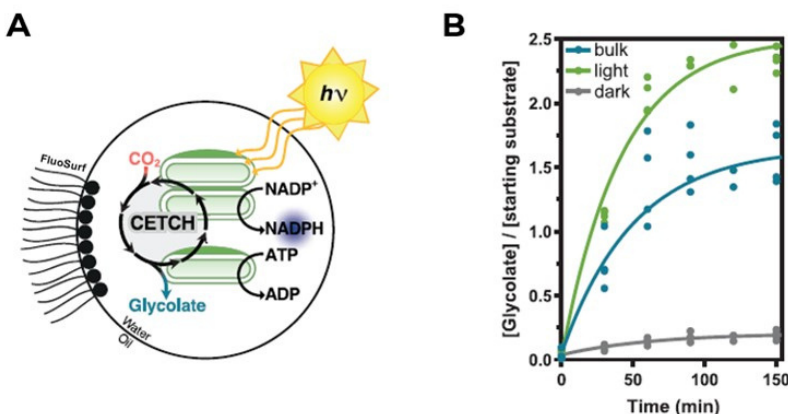 A
hν
FluoSurf
CO₂
NADP⁺
CETCH
NADPH
ATP
Glycolate
ADP
Water
Oil
B
[Glycolate] / [starting substrate]
2.5
2.0
1.5
1.0
0.5
0.0
bulk
light
dark
0
50
100
150
Time (min)